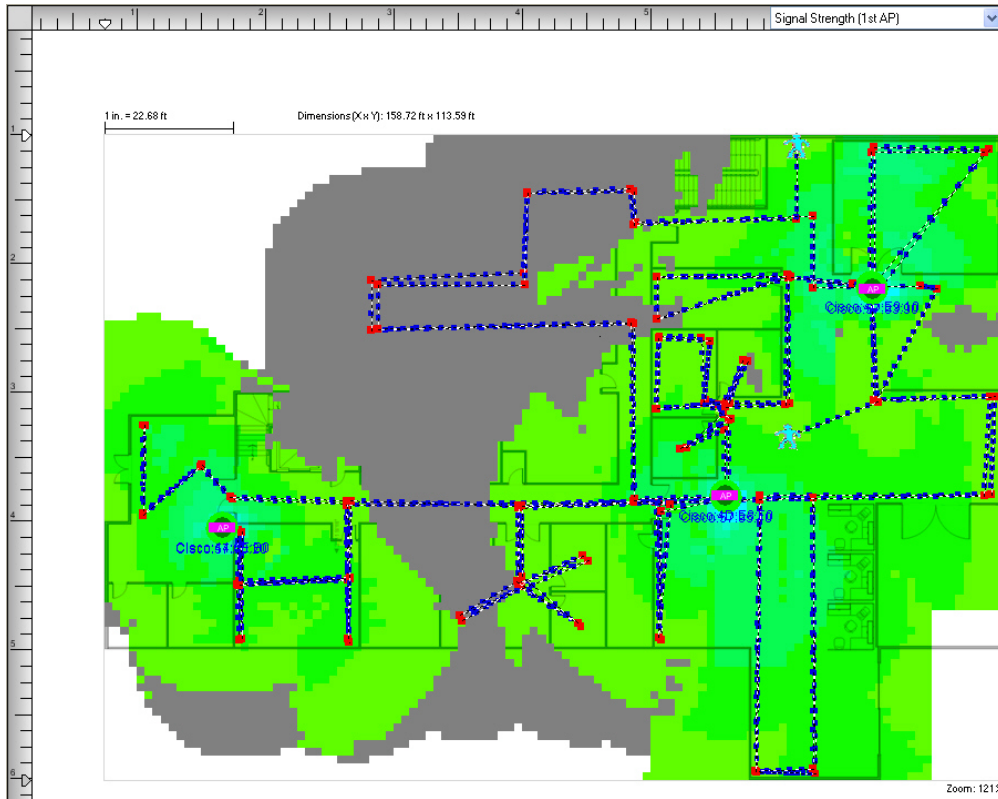 1 2 3 4 5
Signal Strength (1st AP)
1 in. = 22.68 ft
Dimensions (X x Y): 158.72 ft x 113.59 ft
1
2
3
4
5
6
AP
AP
AP
Zoom: 121%